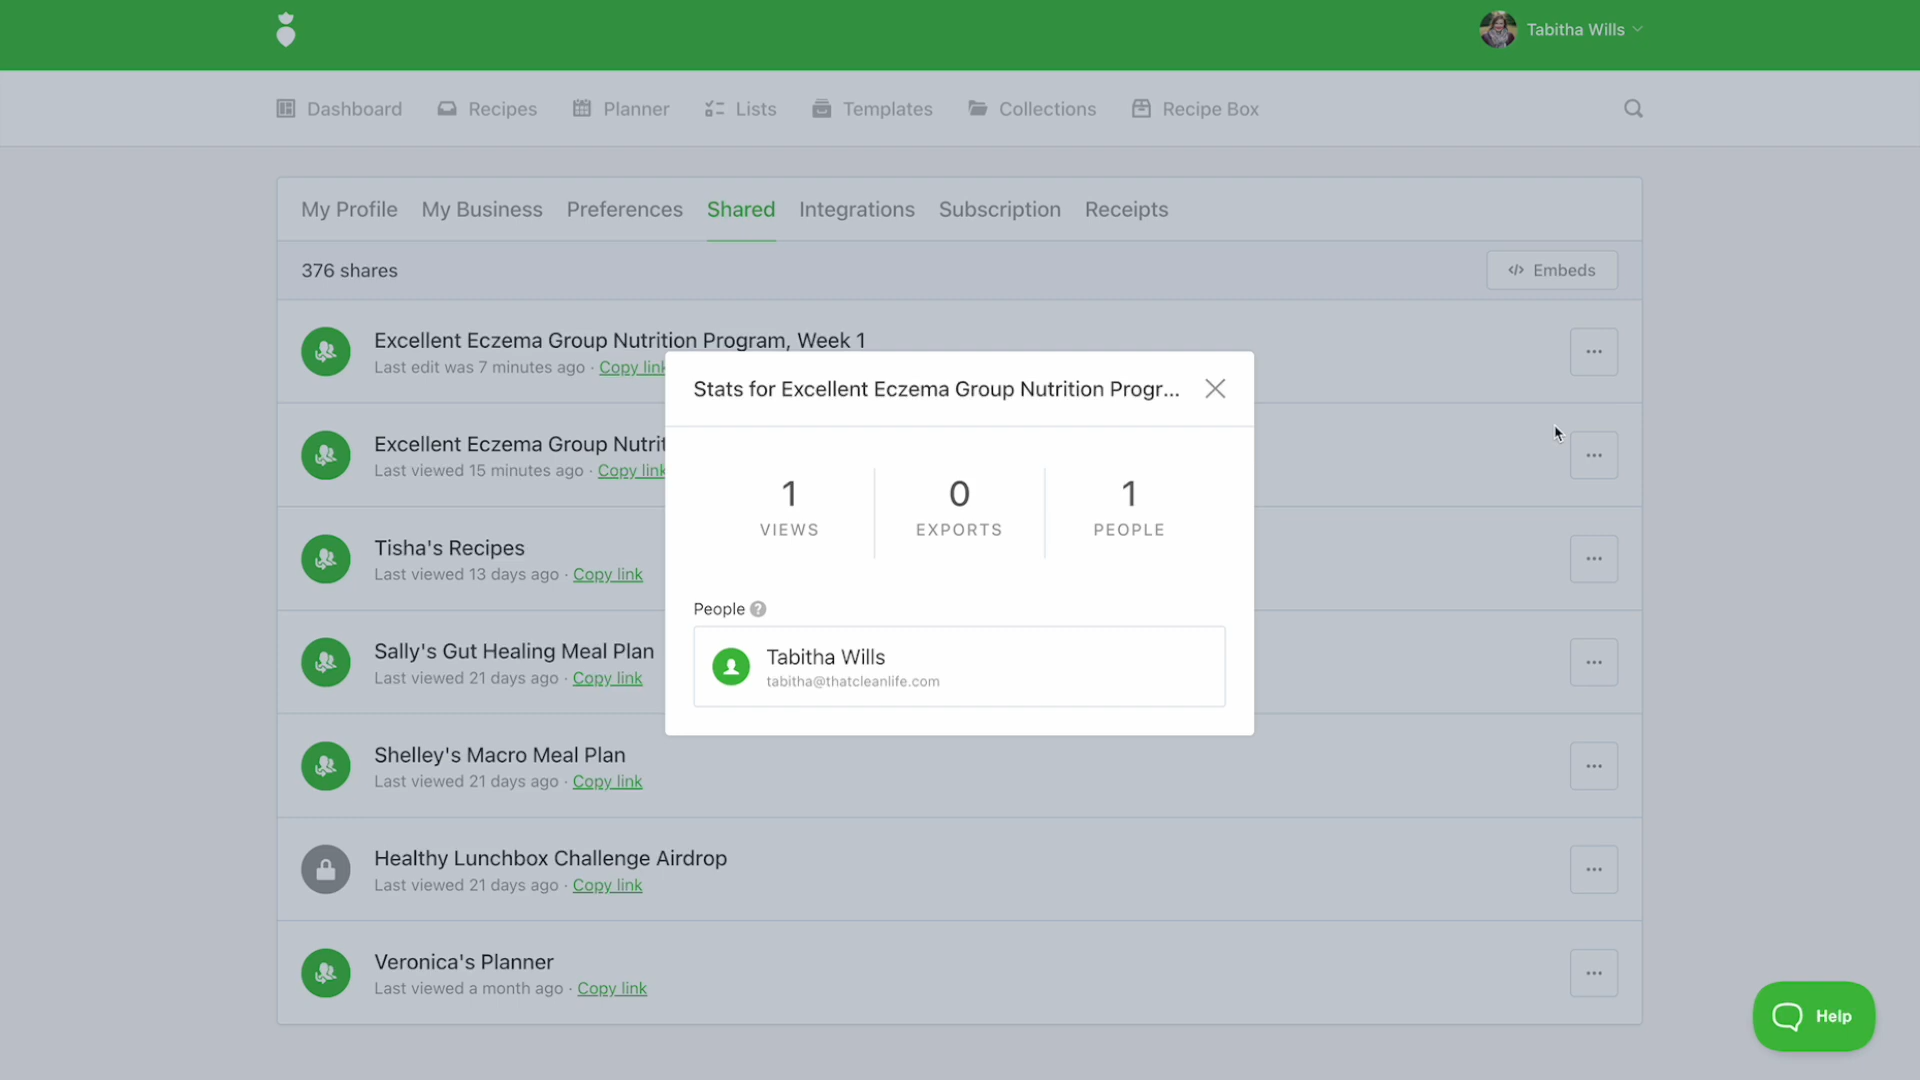 Tabitha Wills
Dashboard
Recipes
Planner
Lists
Templates
Collections
Recipe Box
My Profile
My Business
Preferences
Shared
Integrations
Subscription
Receipts
376 shares
Embeds
Excellent Eczema Group Nutrition Program, Week 1
Last edit was 7 minutes ago · Copy link
Excellent Eczema Group Nutrit
Last viewed 15 minutes ago · Copy link
Tisha's Recipes
Last viewed 13 days ago · Copy link
Sally's Gut Healing Meal Plan
Last viewed 21 days ago · Copy link
Shelley's Macro Meal Plan
Last viewed 21 days ago · Copy link
Healthy Lunchbox Challenge Airdrop
Last viewed 21 days ago · Copy link
Veronica's Planner
Last viewed a month ago · Copy link
Stats for Excellent Eczema Group Nutrition Progr...
1
VIEWS
0
EXPORTS
1
PEOPLE
People ?
Tabitha Wills
tabitha@thatcleanlife.com
Help